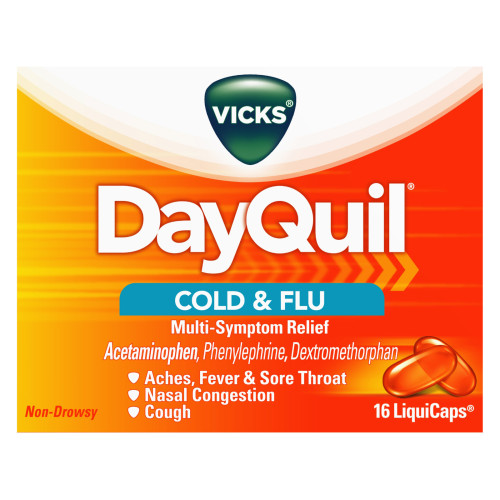 VICKS®
DayQuil®
COLD & FLU
Multi-Symptom Relief
Acetaminophen, Phenylephrine, Dextromethorphan
Aches, Fever & Sore Throat
Nasal Congestion
Cough
Non-Drowsy
16 LiquiCaps®